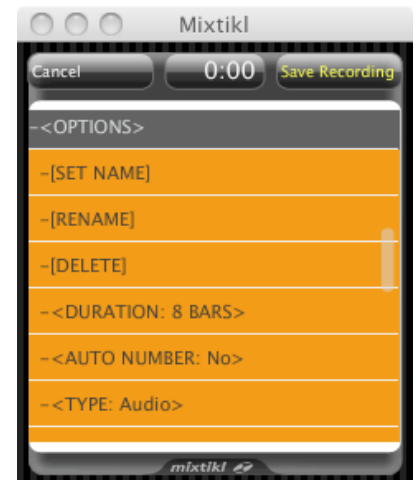 Mixtikl
Cancel 0:00 Save Recording
-<OPTIONS>
-[SET NAME]
-[RENAME]
-[DELETE]
-<DURATION: 8 BARS>
-<AUTO NUMBER: No>
-<TYPE: Audio>
mixtikl